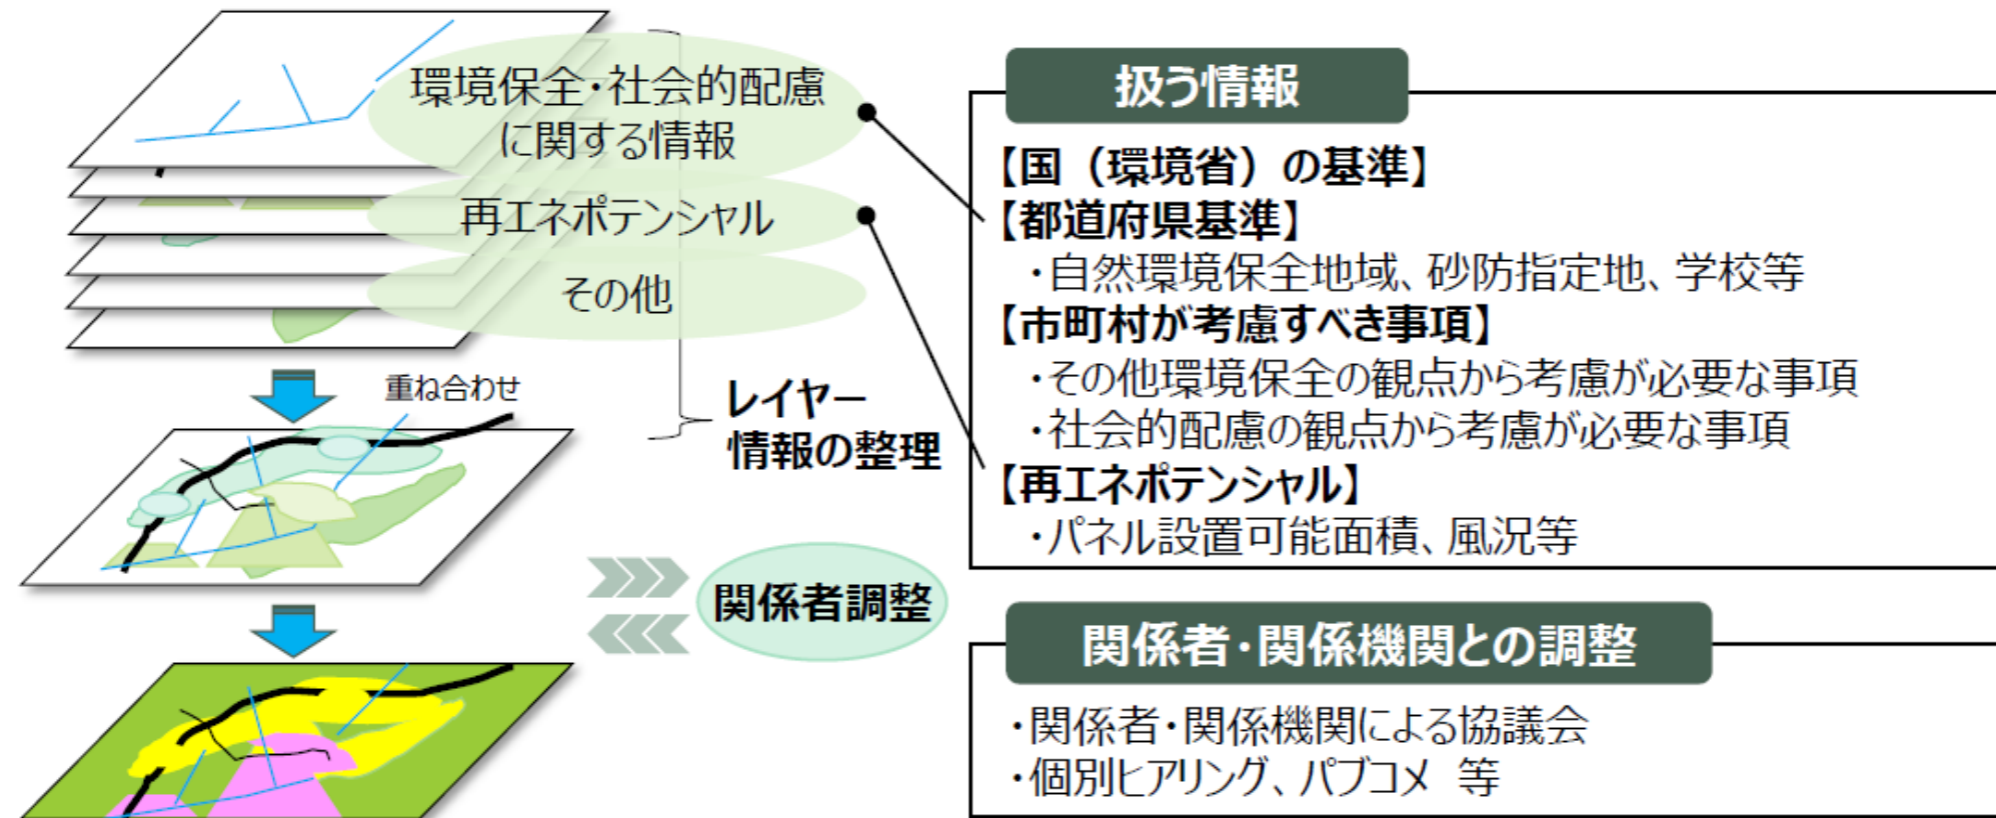 環境保全・社会的配慮
に関する情報
再エネポテンシャル
その他
重ね合わせ
レイヤー
情報の整理
関係者調整
扱う情報
【国（環境省）の基準】
【都道府県基準】
・自然環境保全地域、砂防指定地、学校等
【市町村が考慮すべき事項】
・その他環境保全の観点から考慮が必要な事項
・社会的配慮の観点から考慮が必要な事項
【再エネポテンシャル】
・パネル設置可能面積、風況等
関係者・関係機関との調整
・関係者・関係機関による協議会
・個別ヒアリング、パブコメ 等